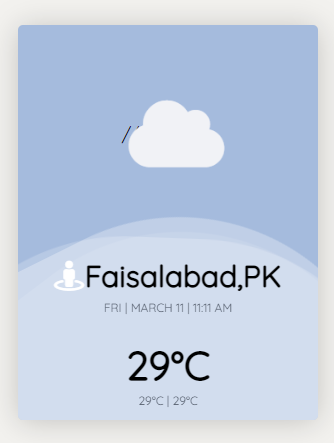 Faisalabad,PK
FRI | MARCH 11 | 11:11 AM
29°C
29°C | 29°C